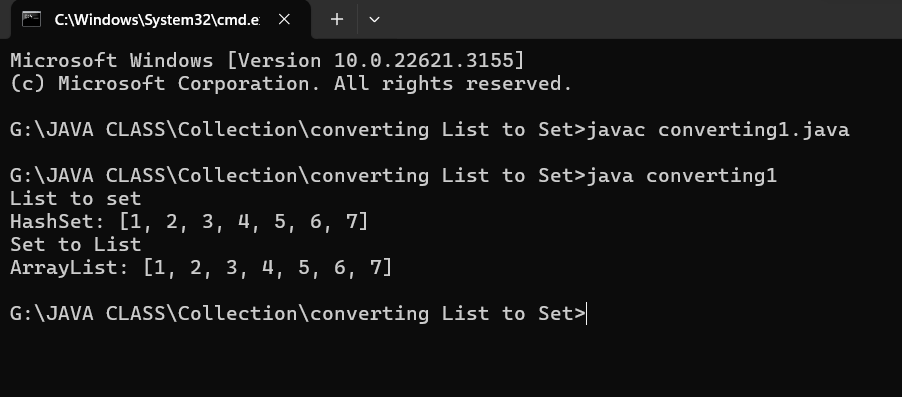 C:\Windows\System32\cmd.e
Microsoft Windows [Version 10.0.22621.3155]
(c) Microsoft Corporation. All rights reserved.
G:\JAVA CLASS\Collection\converting List to Set>javac converting1.java
G:\JAVA CLASS\Collection\converting List to Set>java converting1
List to set
HashSet: [1, 2, 3, 4, 5, 6, 7]
Set to List
ArrayList: [1, 2, 3, 4, 5, 6, 7]
G:\JAVA CLASS\Collection\converting List to Set>